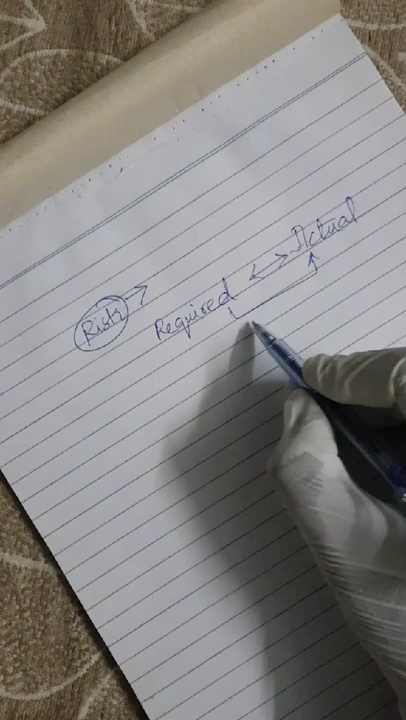 Risk → Required <-> Actual